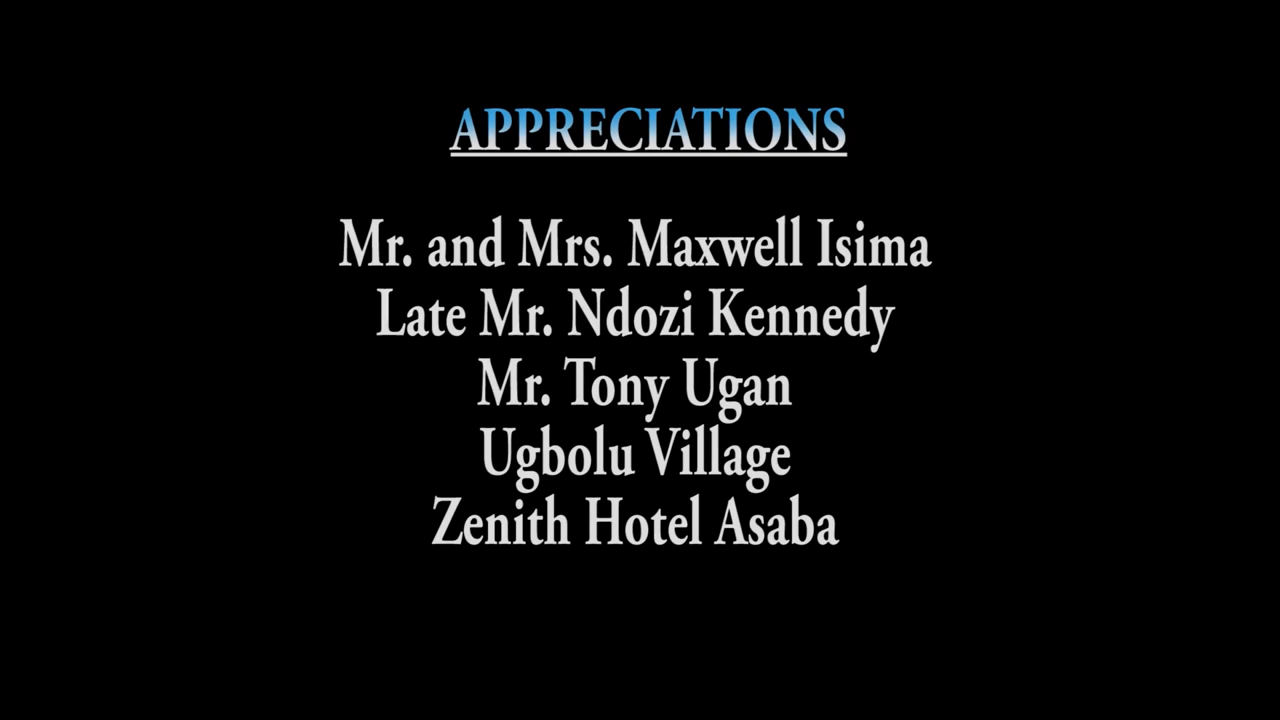 APPRECIATIONS
Mr. and Mrs. Maxwell Isima
Late Mr. Ndozi Kennedy
Mr. Tony Ugan
Ugbolu Village
Zenith Hotel Asaba